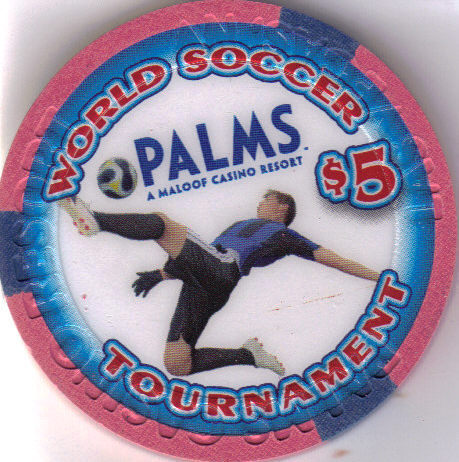 WORLD SOCCER
PALMS
A MALOOF CASINO RESORT
$5
TOURNAMENT